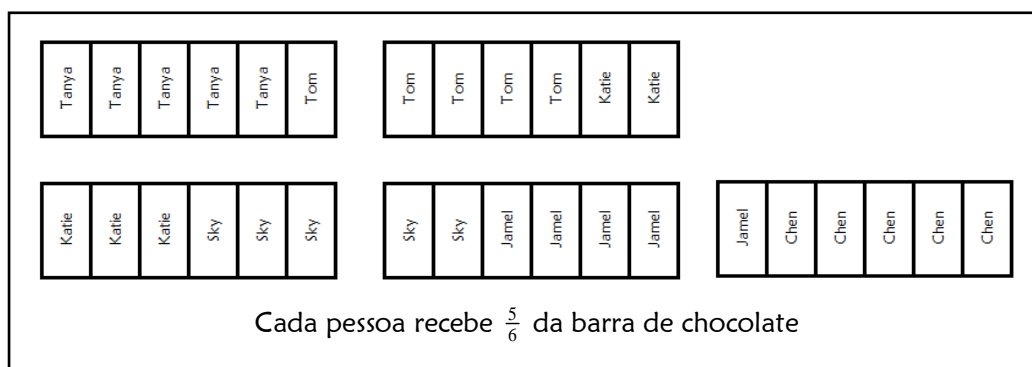 Tanya Tanya Tanya Tanya Tanya Tom
Tom Tom Tom Tom Katie Katie
Katie Katie Katie Sky Sky Sky
Sky Sky Jamel Jamel Jamel Jamel
Jamel Chen Chen Chen Chen Chen
Cada pessoa recebe 5/6 da barra de chocolate